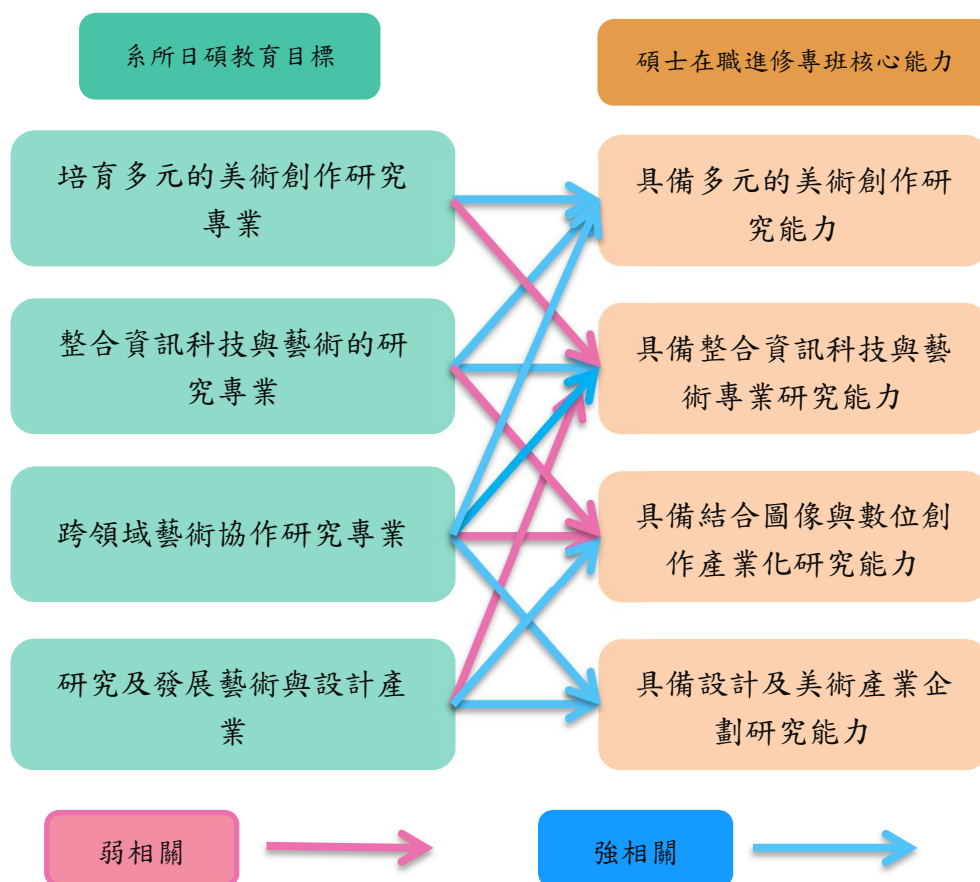 系所日碩教育目標
碩士在職進修專班核心能力
培育多元的美術創作研究
專業
具備多元的美術創作研
究能力
整合資訊科技與藝術的研
究專業
具備整合資訊科技與藝
術專業研究能力
跨領域藝術協作研究專業
具備結合圖像與數位創
作產業化研究能力
研究及發展藝術與設計產
業
具備設計及美術產業企
劃研究能力
弱相關
強相關